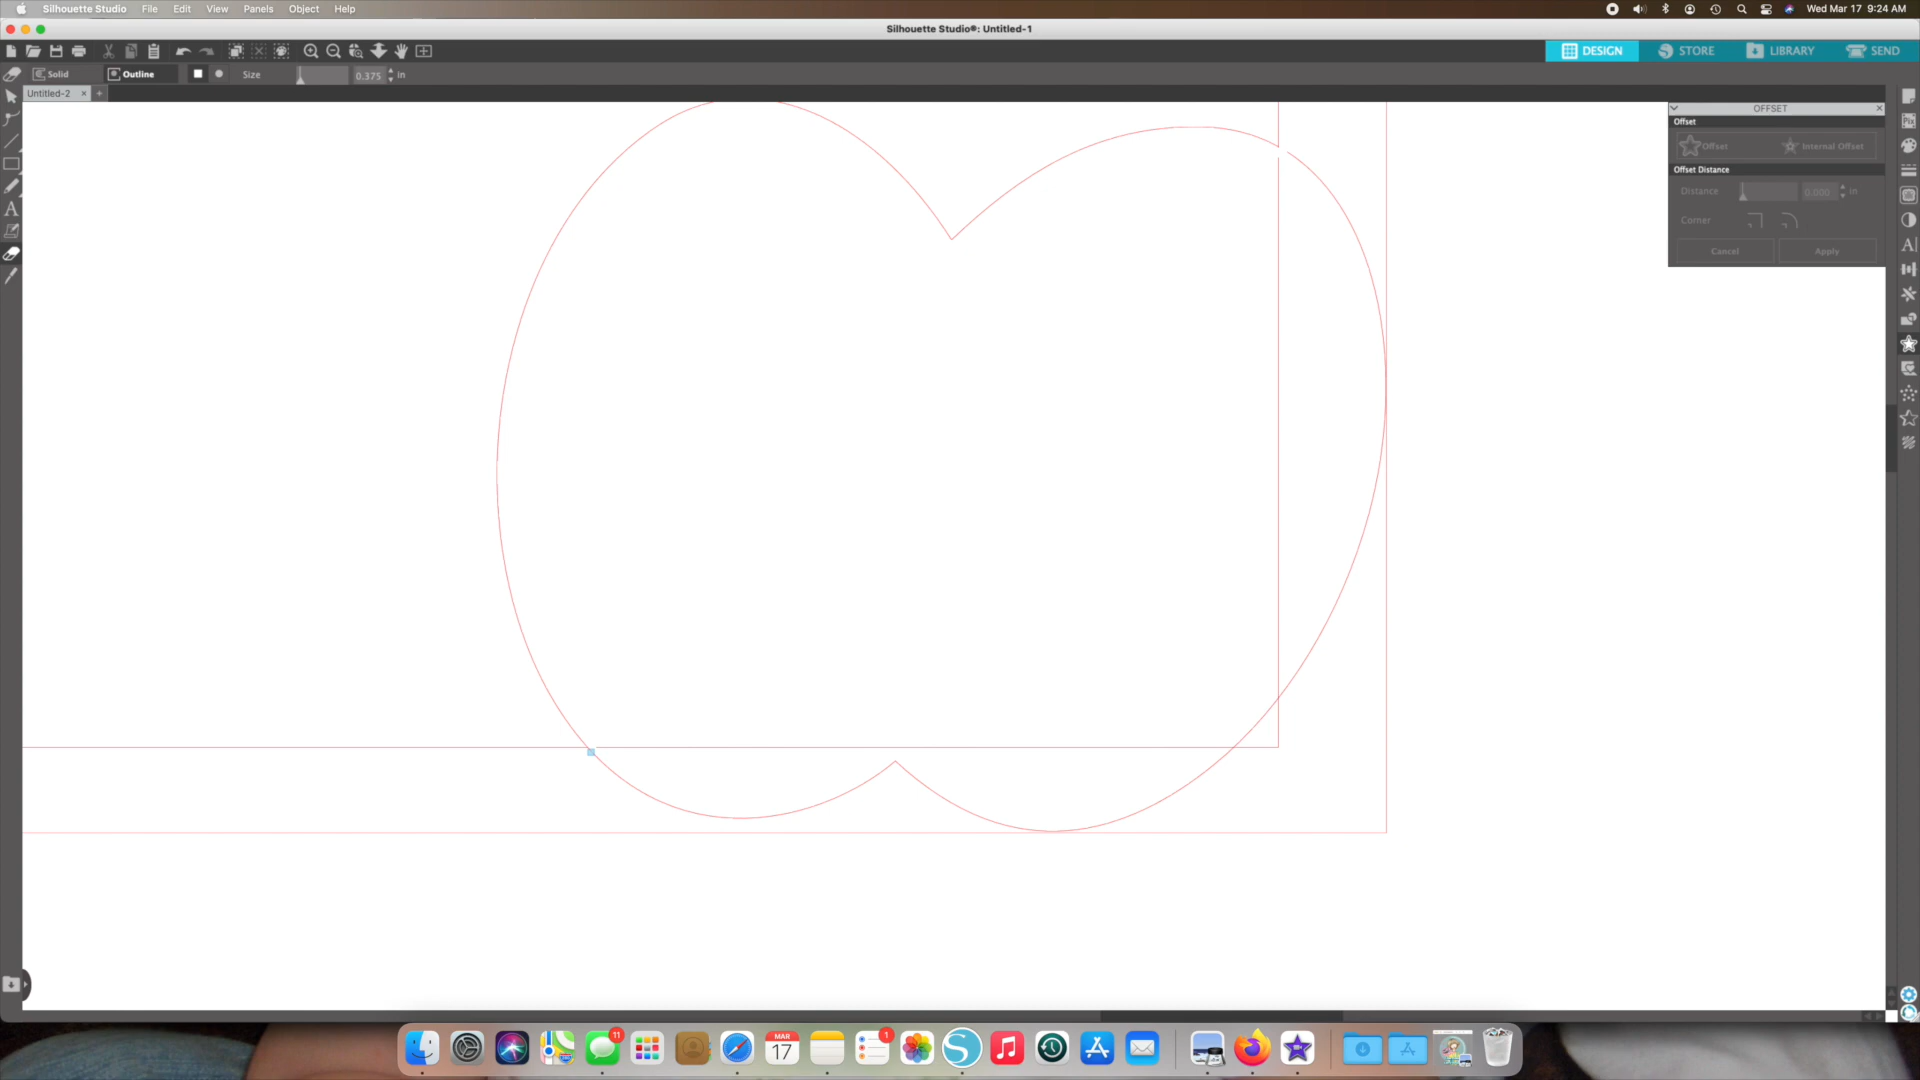 Silhouette Studio File Edit View Panels Object Help Wed Mar 17 9:24 AM
Silhouette Studio®: Untitled-1
DESIGN STORE LIBRARY SEND
Solid Outline Size 0.375 in
Untitled-2 × +
OFFSET
Offset
Offset Internal Offset
Offset Distance
Distance 0.000 in
Corner
Cancel Apply
11
MAR
17
1